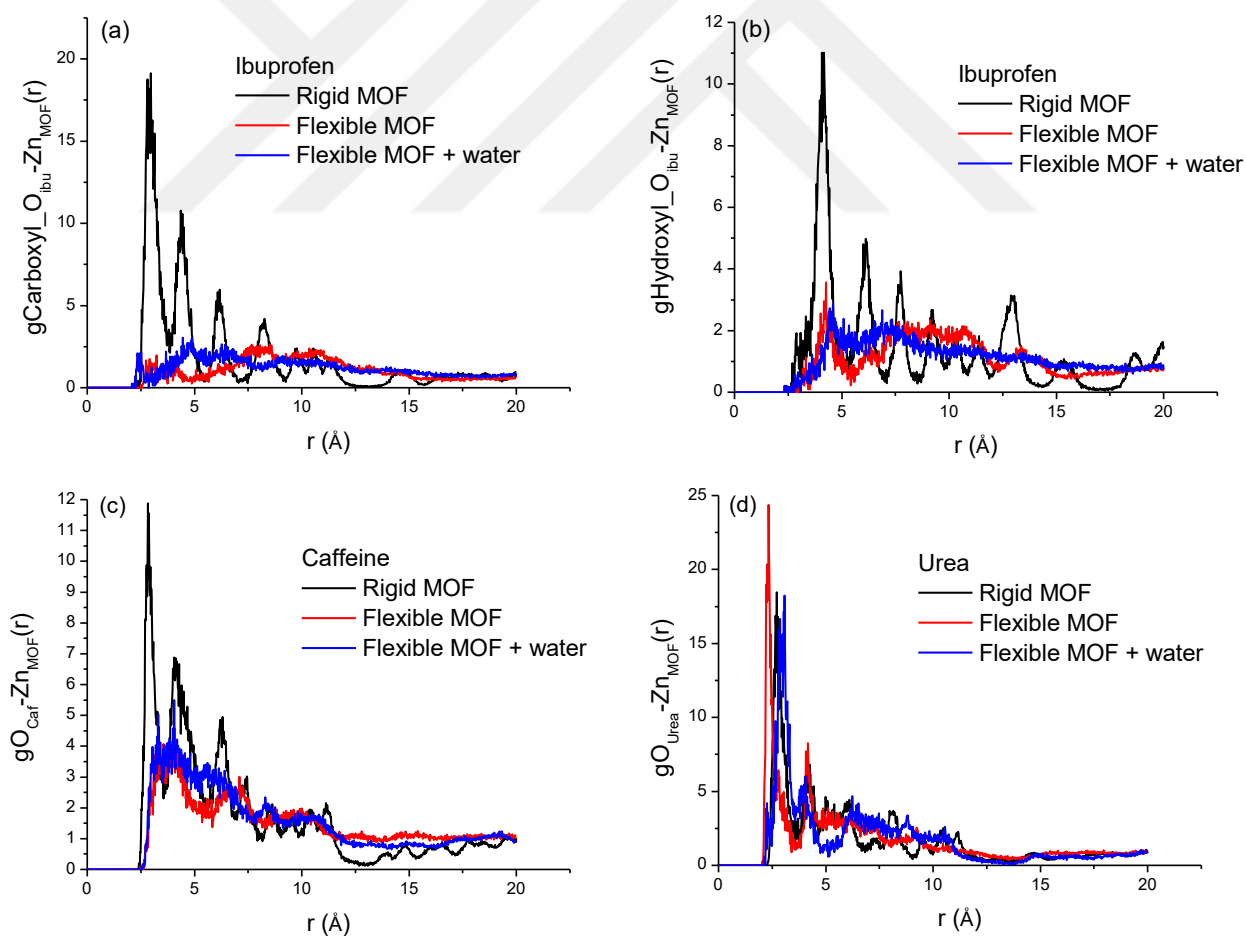 (a)
gCarboxyl_O_ibu-Zn_MOF(r)
Ibuprofen
Rigid MOF
Flexible MOF
Flexible MOF + water
20
15
10
5
0
0 5 10 15 20
r (Å)
(b)
gHydroxyl_O_ibu-Zn_MOF(r)
Ibuprofen
Rigid MOF
Flexible MOF
Flexible MOF + water
12
10
8
6
4
2
0
0 5 10 15 20
r (Å)
(c)
gO_Caf-Zn_MOF(r)
Caffeine
Rigid MOF
Flexible MOF
Flexible MOF + water
12
11
10
9
8
7
6
5
4
3
2
1
0
0 5 10 15 20
r (Å)
(d)
gO_Urea-Zn_MOF(r)
Urea
Rigid MOF
Flexible MOF
Flexible MOF + water
25
20
15
10
5
0
0 5 10 15 20
r (Å)